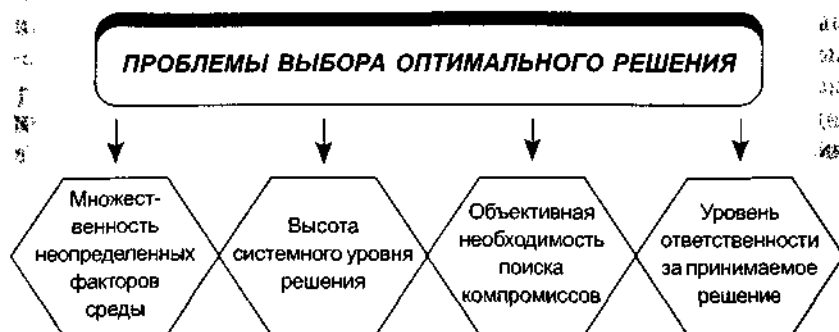 ПРОБЛЕМЫ ВЫБОРА ОПТИМАЛЬНОГО РЕШЕНИЯ
Множест-
венность
неопределенных
факторов
среды
Высота
системного уровня
решения
Объективная
необходимость
поиска
компромиссов
Уровень
ответственности
за принимаемое
решение